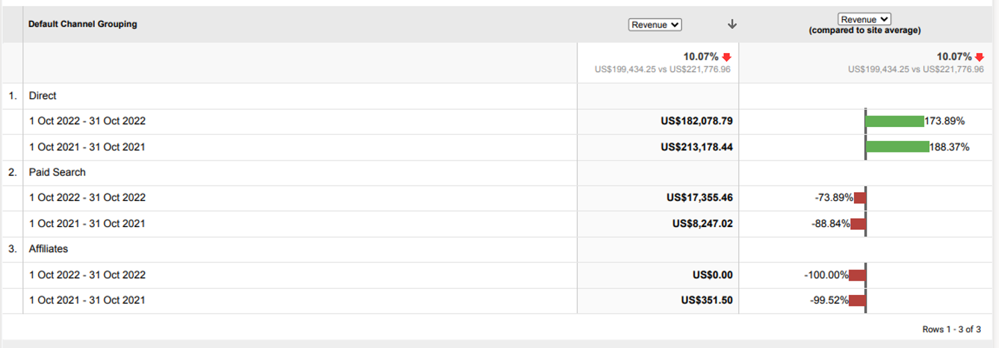 Default Channel Grouping Revenue Revenue
(compared to site average)
10.07% 10.07%
US$199,434.25 vs US$221,776.96 US$199,434.25 vs US$221,776.96
1. Direct
1 Oct 2022 - 31 Oct 2022 US$182,078.79 173.89%
1 Oct 2021 - 31 Oct 2021 US$213,178.44 188.37%
2. Paid Search
1 Oct 2022 - 31 Oct 2022 US$17,355.46 -73.89%
1 Oct 2021 - 31 Oct 2021 US$8,247.02 -88.84%
3. Affiliates
1 Oct 2022 - 31 Oct 2022 US$0.00 -100.00%
1 Oct 2021 - 31 Oct 2021 US$351.50 -99.52%
Rows 1 - 3 of 3